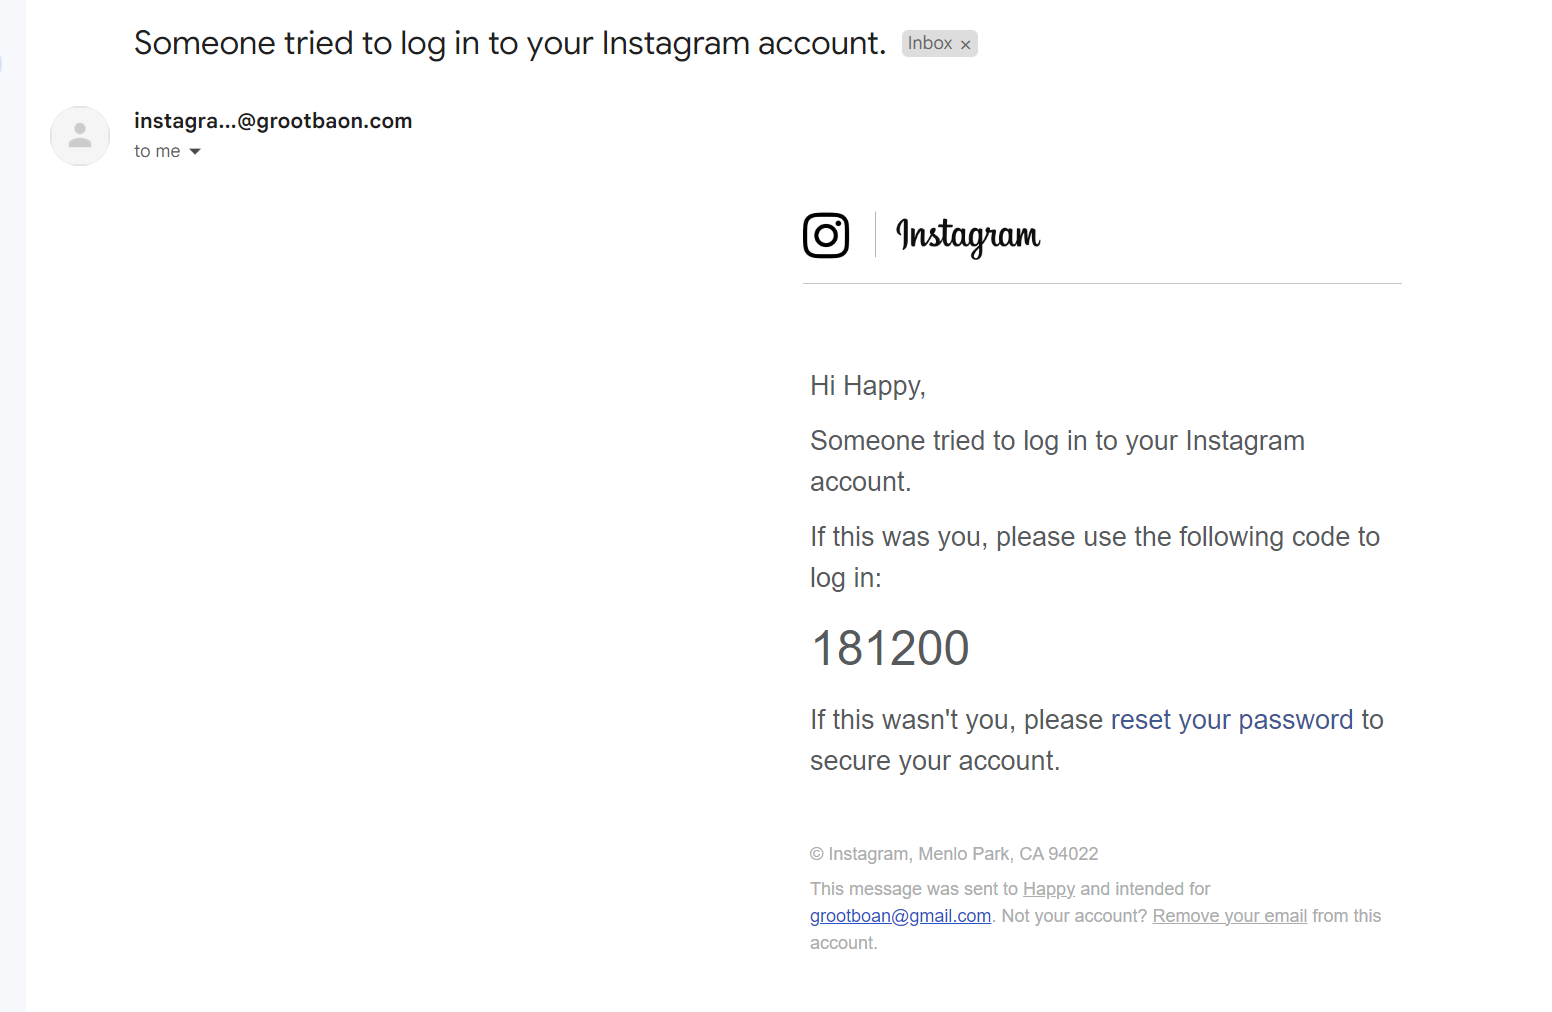 Someone tried to log in to your Instagram account. Inbox ×
instagra...@grootbaon.com
to me
Instagram
Hi Happy,
Someone tried to log in to your Instagram
account.
If this was you, please use the following code to
log in:
181200
If this wasn't you, please reset your password to
secure your account.
© Instagram, Menlo Park, CA 94022
This message was sent to Happy and intended for
grootboan@gmail.com. Not your account? Remove your email from this
account.